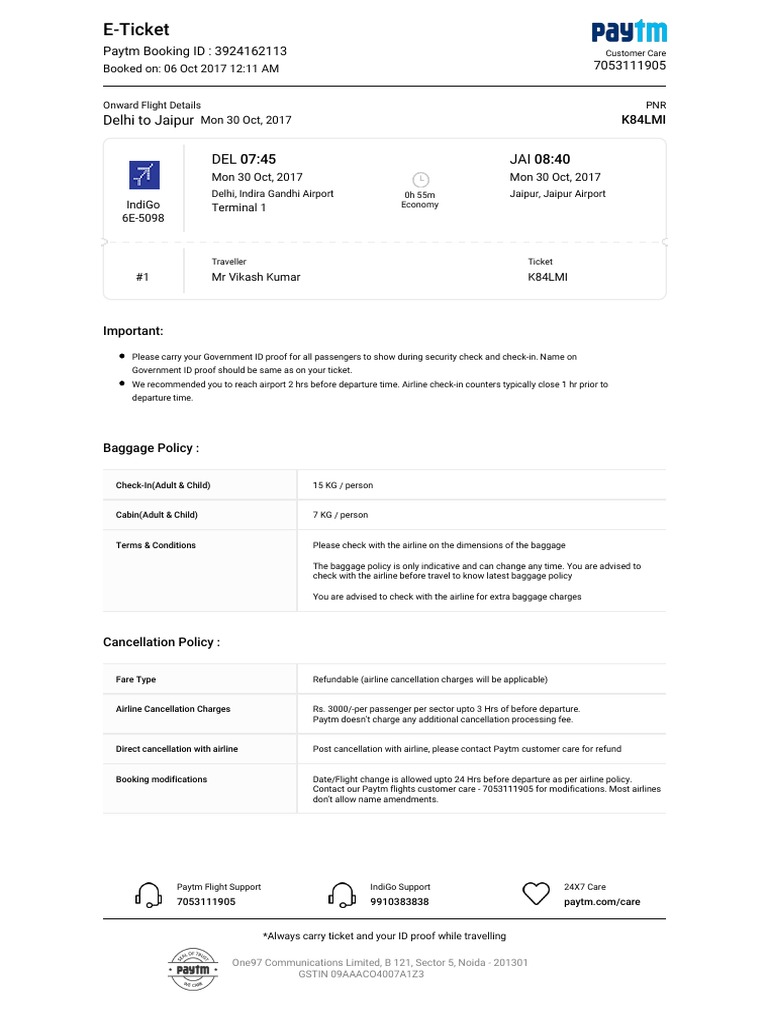 E-Ticket
Paytm Booking ID : 3924162113
Booked on: 06 Oct 2017 12:11 AM
paytm
Customer Care
7053111905
Onward Flight Details
Delhi to Jaipur Mon 30 Oct, 2017
PNR
K84LMI
IndiGo
6E-5098
DEL 07:45
Mon 30 Oct, 2017
Delhi, Indira Gandhi Airport
Terminal 1
0h 55m
Economy
JAI 08:40
Mon 30 Oct, 2017
Jaipur, Jaipur Airport
#1
Traveller
Mr Vikash Kumar
Ticket
K84LMI
Important:
Please carry your Government ID proof for all passengers to show during security check and check-in. Name on
Government ID proof should be same as on your ticket.
We recommended you to reach airport 2 hrs before departure time. Airline check-in counters typically close 1 hr prior to
departure time.
Baggage Policy :
Check-In(Adult & Child) 15 KG / person
Cabin(Adult & Child) 7 KG / person
Terms & Conditions Please check with the airline on the dimensions of the baggage
The baggage policy is only indicative and can change any time. You are advised to
check with the airline before travel to know latest baggage policy
You are advised to check with the airline for extra baggage charges
Cancellation Policy :
Fare Type Refundable (airline cancellation charges will be applicable)
Airline Cancellation Charges Rs. 3000/-per passenger per sector upto 3 Hrs of before departure.
Paytm doesn't charge any additional cancellation processing fee.
Direct cancellation with airline Post cancellation with airline, please contact Paytm customer care for refund
Booking modifications Date/Flight change is allowed upto 24 Hrs before departure as per airline policy.
Contact our Paytm flights customer care - 7053111905 for modifications. Most airlines
don't allow name amendments.
Paytm Flight Support
7053111905
IndiGo Support
9910383838
24X7 Care
paytm.com/care
*Always carry ticket and your ID proof while travelling
SEAL OF TRUST
paytm
WE CARE
One97 Communications Limited, B 121, Sector 5, Noida - 201301
GSTIN 09AAACO4007A1Z3